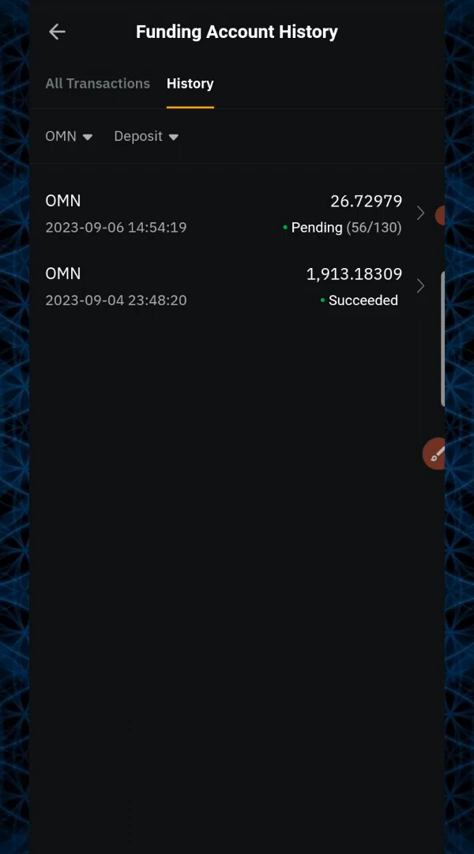 Funding Account History
All Transactions History
OMN Deposit
OMN 26.72979
2023-09-06 14:54:19 Pending (56/130)
OMN 1,913.18309
2023-09-04 23:48:20 Succeeded